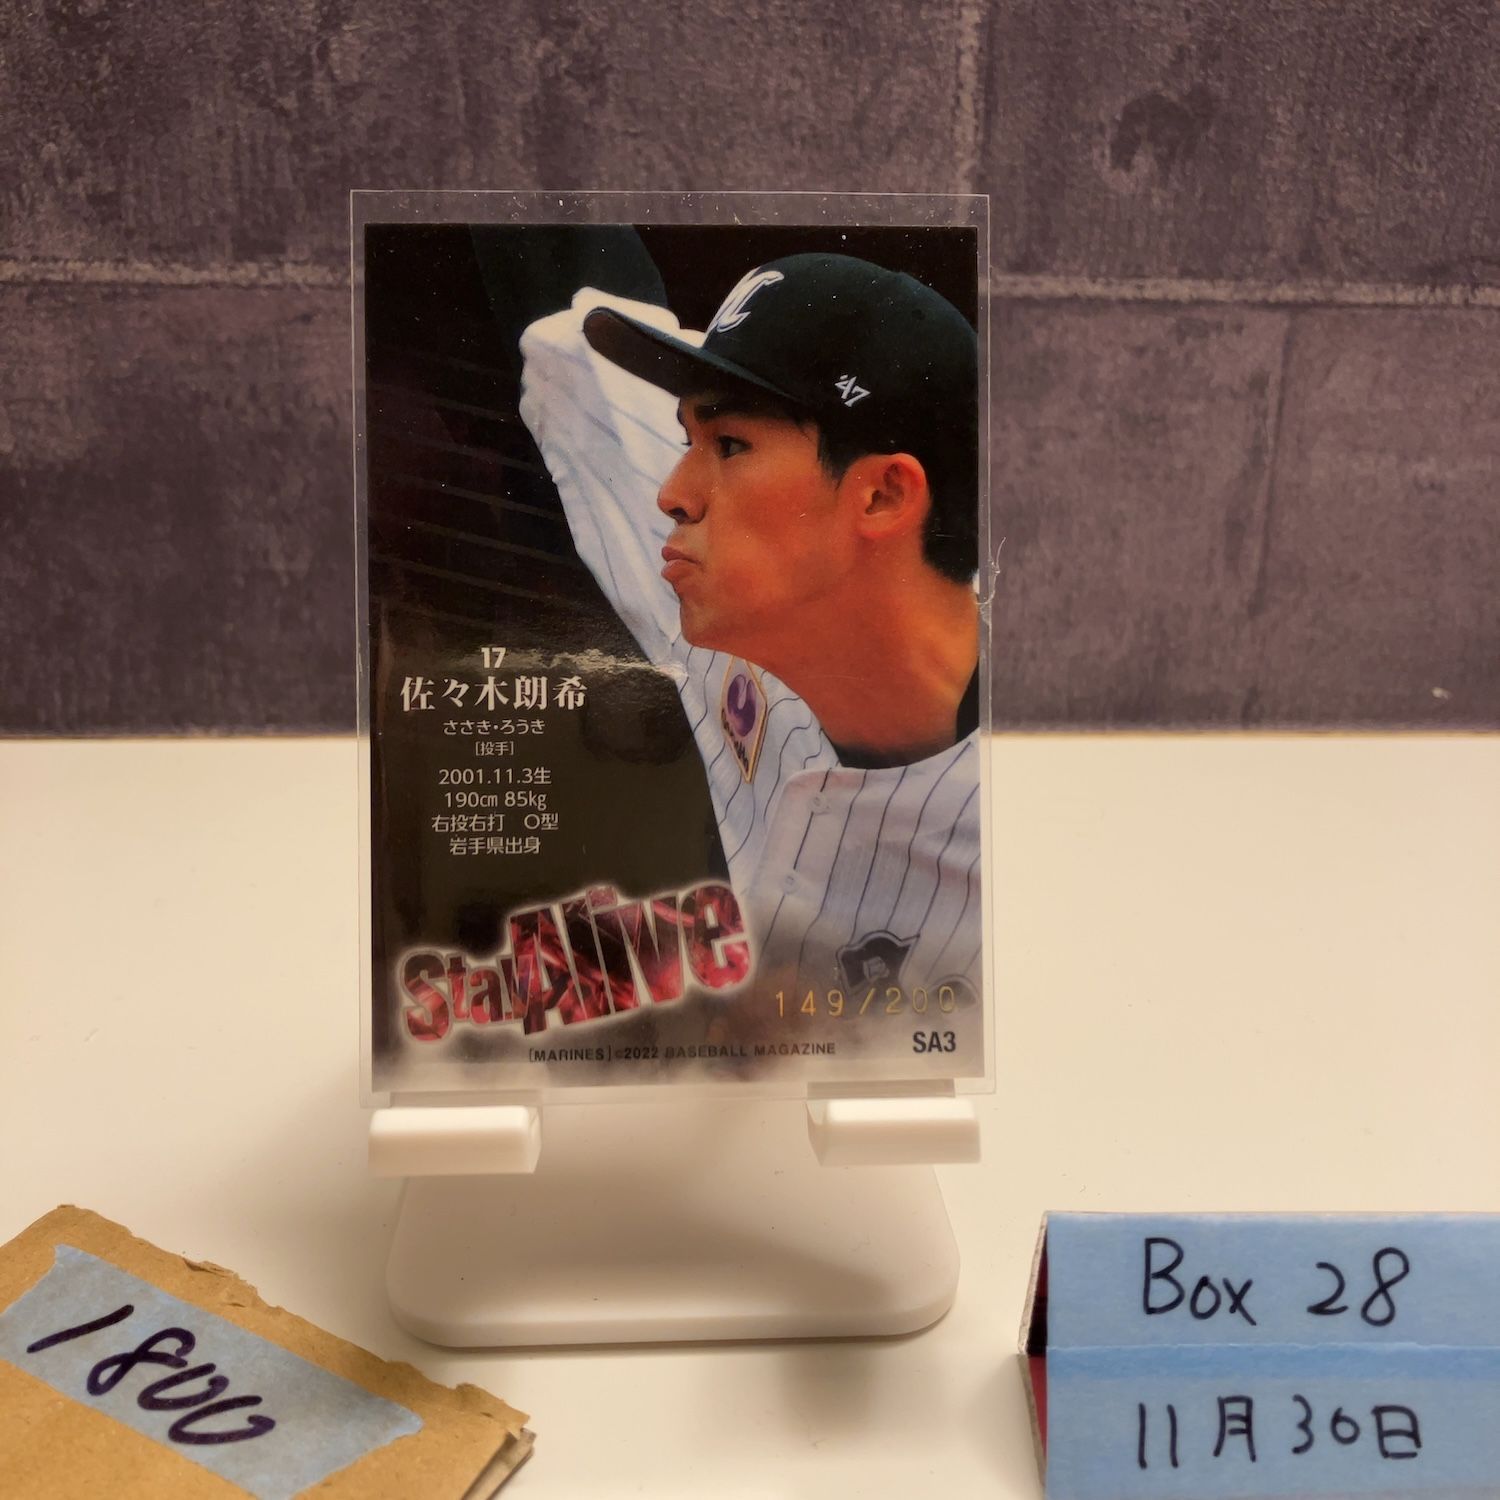 '47
17
佐々木朗希
ささき・ろうき
[投手]
2001.11.3生
190㎝ 85㎏
右投右打 O型
岩手県出身
Stay Alive
149/200
[MARINES]©2022 BASEBALL MAGAZINE
SA3
1800
Box 28
11月30日